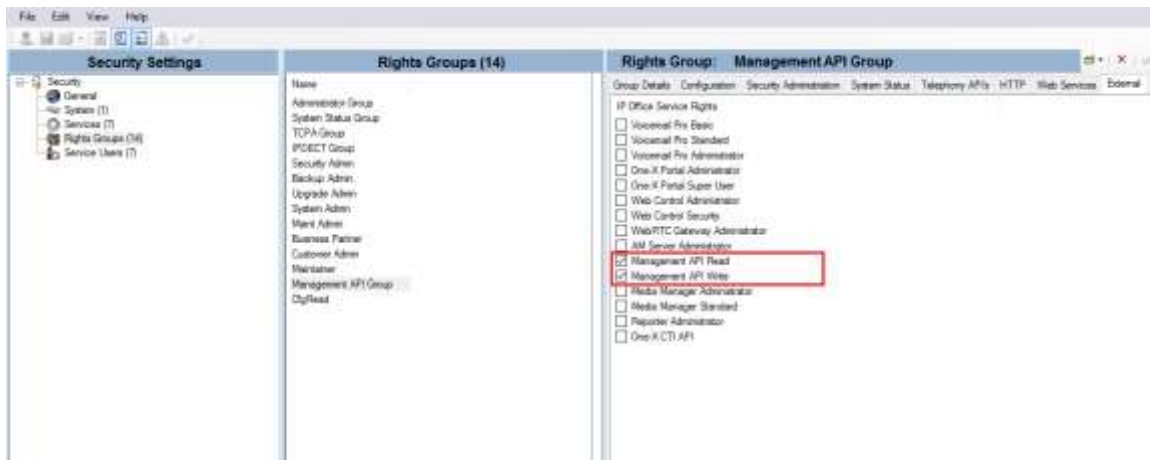 File Edit View Help
Security Settings
Security
General
System (1)
Services (7)
Rights Groups (14)
Service Users (7)
Rights Groups (14)
Name
Administrator Group
System Status Group
TCPA Group
IPDECT Group
Security Admin
Backup Admin
Upgrade Admin
System Admin
Maint Admin
Business Partner
Customer Admin
Maintainer
Management API Group
CfgRead
Rights Group: Management API Group
Group Details Configuration Security Administration System Status Telephony APIs HTTP Web Services External
IP Office Service Rights
Voicemail Pro Basic
Voicemail Pro Standard
Voicemail Pro Administrator
One-X Portal Administrator
One-X Portal Super User
Web Control Administrator
Web Control Security
WebRTC Gateway Administrator
AM Server Administrator
Management API Read
Management API Write
Media Manager Administrator
Media Manager Standard
Reporter Administrator
One-X CTI API